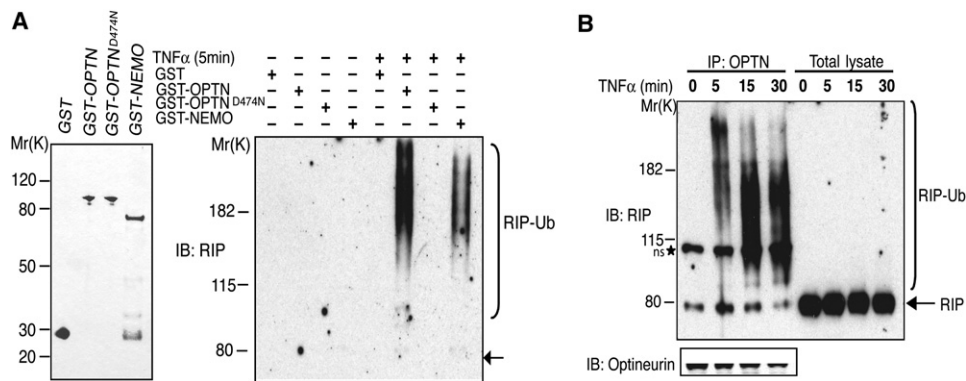 A
GST
GST-OPTN
GST-OPTN D474N
GST-NEMO
Mr(K)
120
80
50
30
20
TNFα (5min) – – – – + + + +
GST + – – – + – – –
GST-OPTN – + – – – + – –
GST-OPTN D474N – – + – – – + –
GST-NEMO – – – + – – – +
Mr(K)
182
IB: RIP
115
80
RIP-Ub
B
IP: OPTN Total lysate
TNFα (min) 0 5 15 30 0 5 15 30
Mr(K)
182
IB: RIP
115
ns★
80
RIP-Ub
RIP
IB: Optineurin